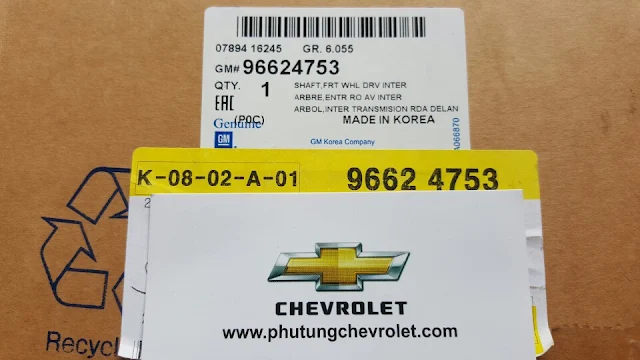 07894 16245 GR. 6.055
GM# 96624753
QTY. 1 SHAFT,FRT WHL DRV INTER
ARBRE,ENTR RO AV INTER
EAC ARBOL,INTER TRANSMISION RDA DELAN
(POC) MADE IN KOREA
Genuine
GM GM Korea Company
A066870
K-08-02-A-01 9662 4753
CHEVROLET
www.phutungchevrolet.com